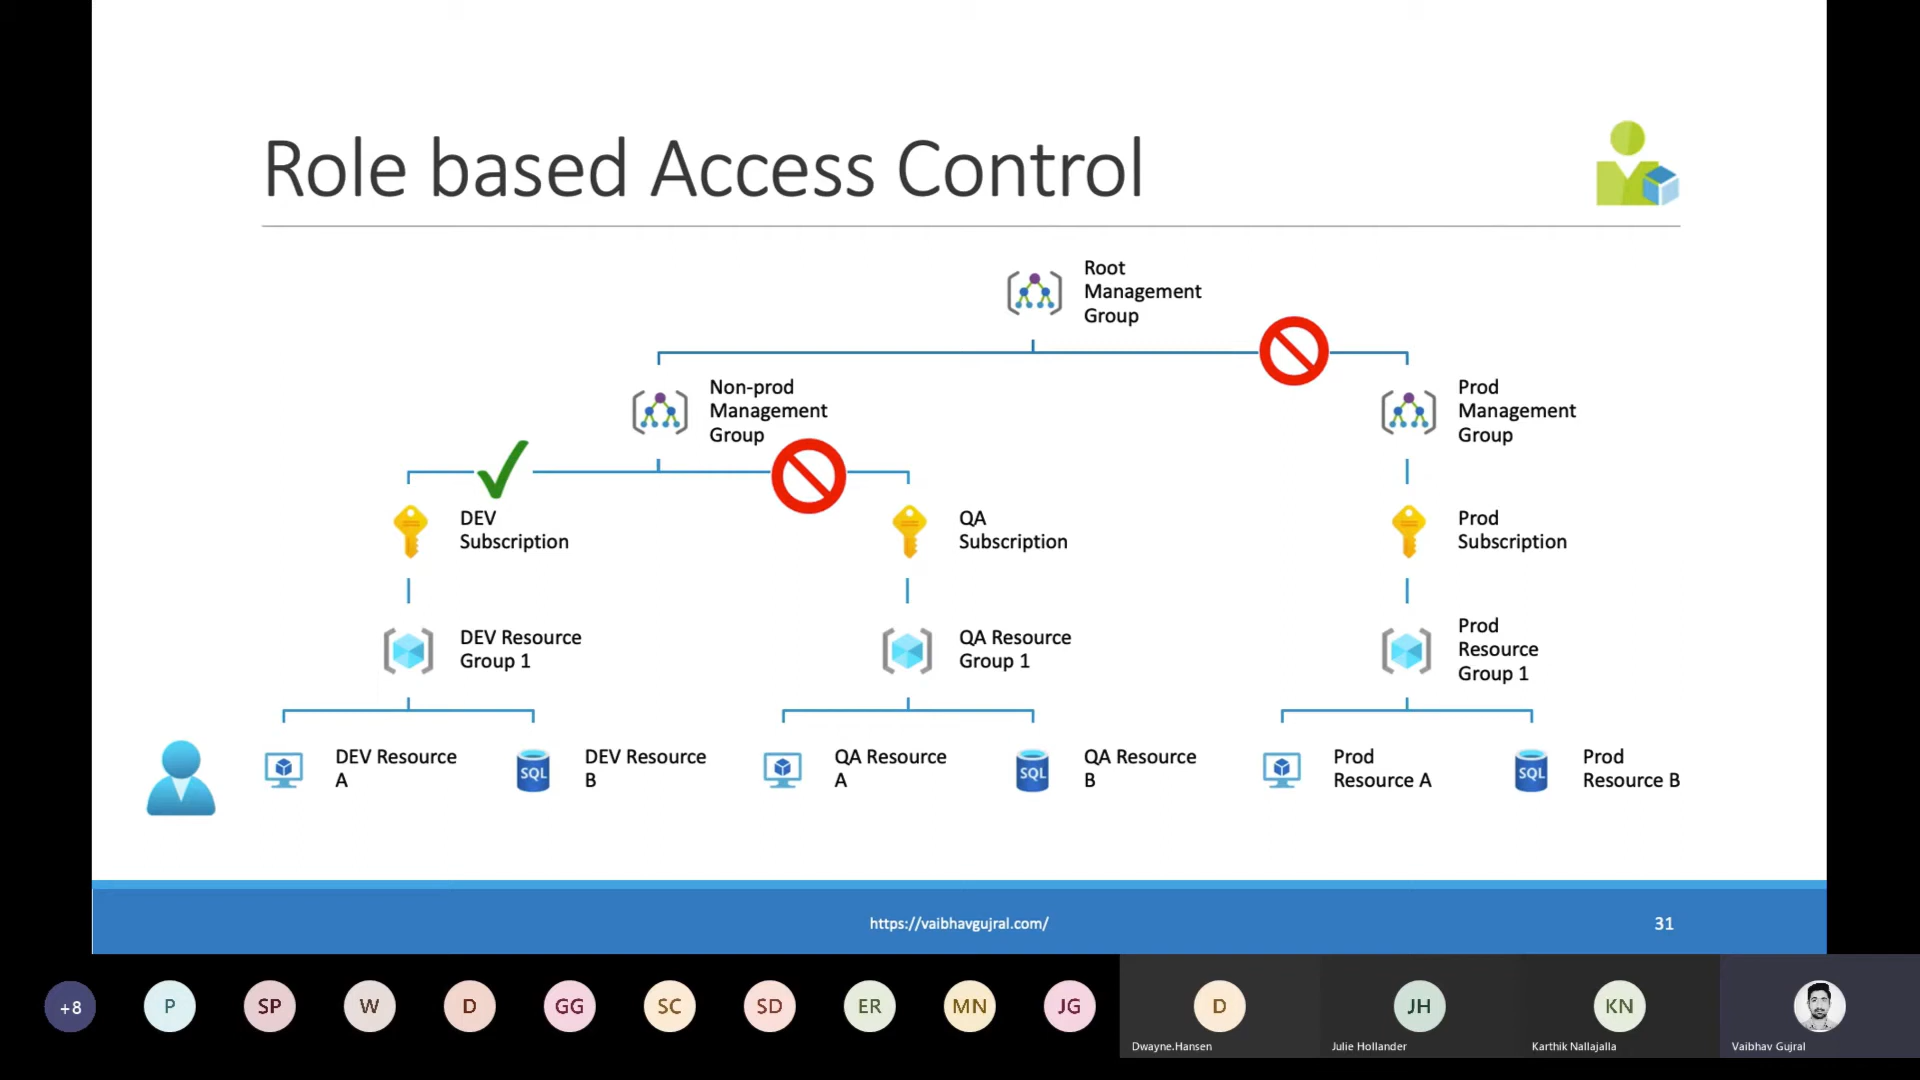 Role based Access Control
Root
Management
Group
Non-prod
Management
Group
Prod
Management
Group
DEV
Subscription
QA
Subscription
Prod
Subscription
DEV Resource
Group 1
QA Resource
Group 1
Prod
Resource
Group 1
DEV Resource
A
SQL
DEV Resource
B
QA Resource
A
SQL
QA Resource
B
Prod
Resource A
SQL
Prod
Resource B
https://vaibhavgujral.com/
31
+8
P
SP
W
D
GG
SC
SD
ER
MN
JG
D
Dwayne.Hansen
JH
Julie Hollander
KN
Karthik Nallajalla
Vaibhav Gujral